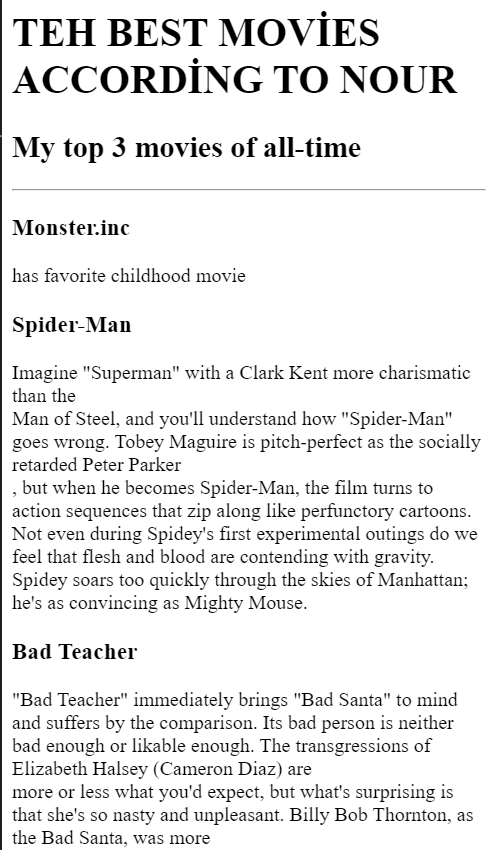 TEH BEST MOVİES
ACCORDİNG TO NOUR
My top 3 movies of all-time
Monster.inc
has favorite childhood movie
Spider-Man
Imagine "Superman" with a Clark Kent more charismatic
than the
Man of Steel, and you'll understand how "Spider-Man"
goes wrong. Tobey Maguire is pitch-perfect as the socially
retarded Peter Parker
, but when he becomes Spider-Man, the film turns to
action sequences that zip along like perfunctory cartoons.
Not even during Spidey's first experimental outings do we
feel that flesh and blood are contending with gravity.
Spidey soars too quickly through the skies of Manhattan;
he's as convincing as Mighty Mouse.
Bad Teacher
"Bad Teacher" immediately brings "Bad Santa" to mind
and suffers by the comparison. Its bad person is neither
bad enough or likable enough. The transgressions of
Elizabeth Halsey (Cameron Diaz) are
more or less what you'd expect, but what's surprising is
that she's so nasty and unpleasant. Billy Bob Thornton, as
the Bad Santa, was more